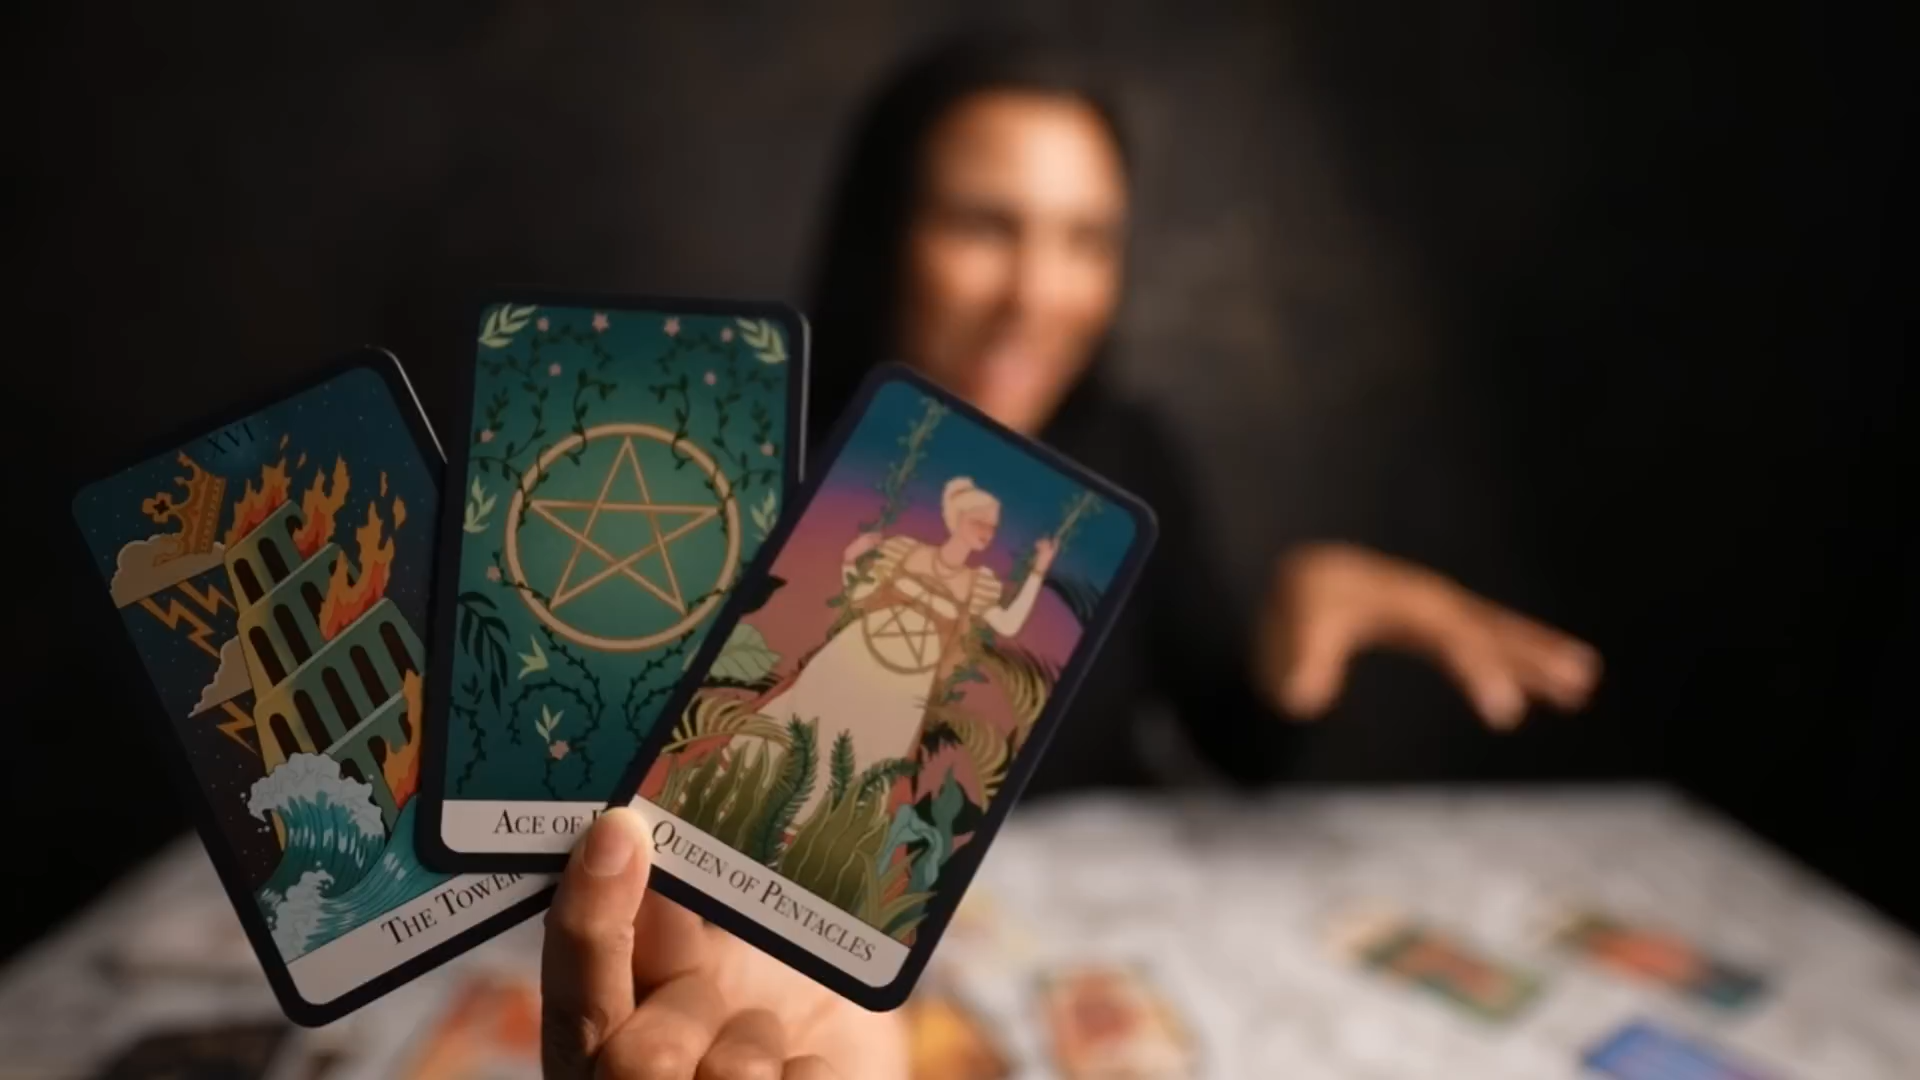 XVI
THE TOWER
ACE OF
QUEEN OF PENTACLES